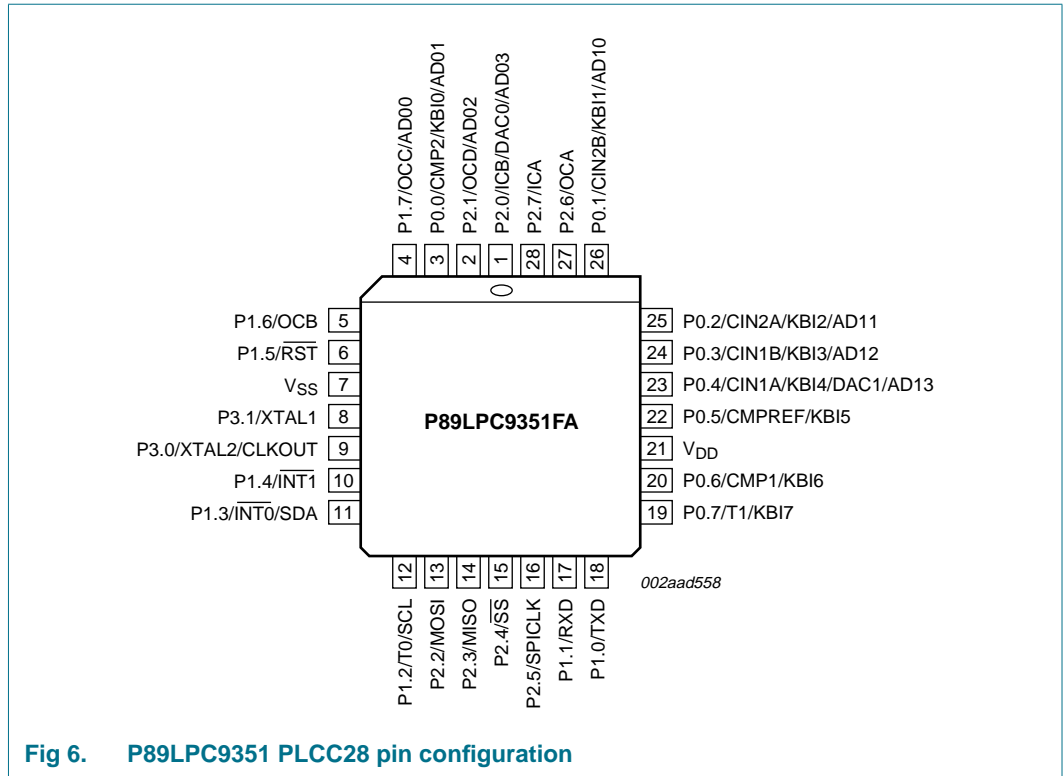 P1.7/OCC/AD00
P0.0/CMP2/KBI0/AD01
P2.1/OCD/AD02
P2.0/ICB/DAC0/AD03
P2.7/ICA
P2.6/OCA
P0.1/CIN2B/KBI1/AD10
4
3
2
1
28
27
26
P1.6/OCB 5
P1.5/RST 6
VSS 7
P3.1/XTAL1 8
P3.0/XTAL2/CLKOUT 9
P1.4/INT1 10
P1.3/INT0/SDA 11
P89LPC9351FA
25 P0.2/CIN2A/KBI2/AD11
24 P0.3/CIN1B/KBI3/AD12
23 P0.4/CIN1A/KBI4/DAC1/AD13
22 P0.5/CMPREF/KBI5
21 VDD
20 P0.6/CMP1/KBI6
19 P0.7/T1/KBI7
12
13
14
15
16
17
18
P1.2/T0/SCL
P2.2/MOSI
P2.3/MISO
P2.4/SS
P2.5/SPICLK
P1.1/RXD
P1.0/TXD
002aad558
Fig 6. P89LPC9351 PLCC28 pin configuration